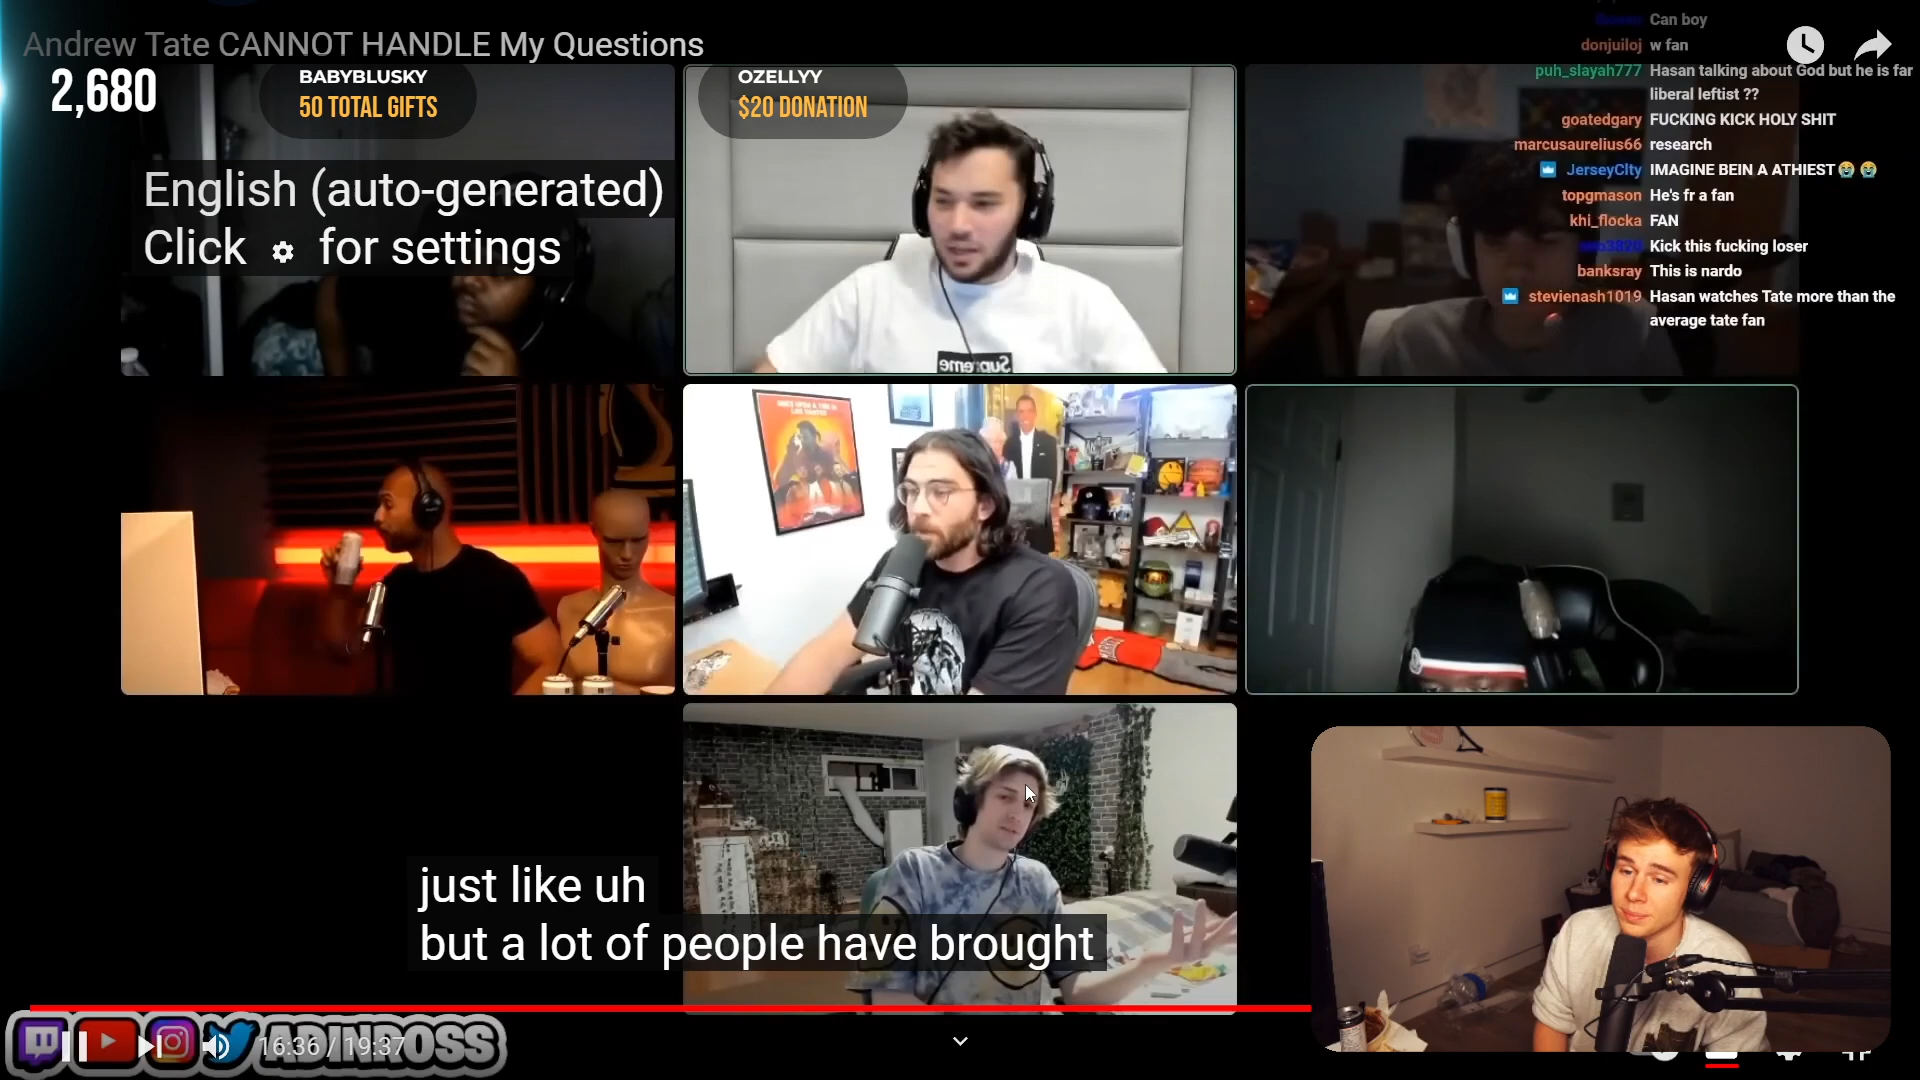 Andrew Tate CANNOT HANDLE My Questions
2,680
BABYBLUSKY
50 TOTAL GIFTS
OZELLYY
$20 DONATION
Can boy
donjuiloj w fan
puh_slayah777 Hasan talking about God but he is far
liberal leftist ??
goatedgary FUCKING KICK HOLY SHIT
marcusaurelius66 research
JerseyCIty IMAGINE BEIN A ATHIEST😭 😭
topgmason He's fr a fan
khi_flocka FAN
Kick this fucking loser
banksray This is nardo
stevienash1019 Hasan watches Tate more than the
average tate fan
English (auto-generated)
Click ⚙ for settings
Supreme
just like uh
but a lot of people have brought
ADINROSS
16:36 / 19:37